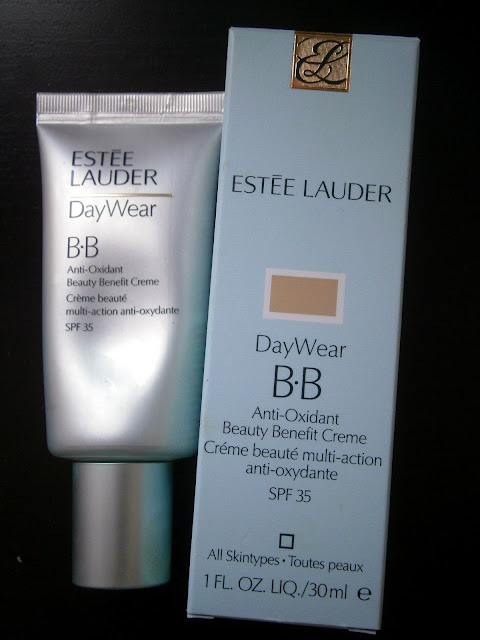 ESTĒE
LAUDER
DayWear
B·B
Anti-Oxidant
Beauty Benefit Creme
Crème beauté
multi-action anti-oxydante
SPF 35
EL
ESTĒE LAUDER
DayWear
B·B
Anti-Oxidant
Beauty Benefit Creme
Créme beauté multi-action
anti-oxydante
SPF 35
All Skintypes • Toutes peaux
1 FL. OZ. LIQ./30ml e